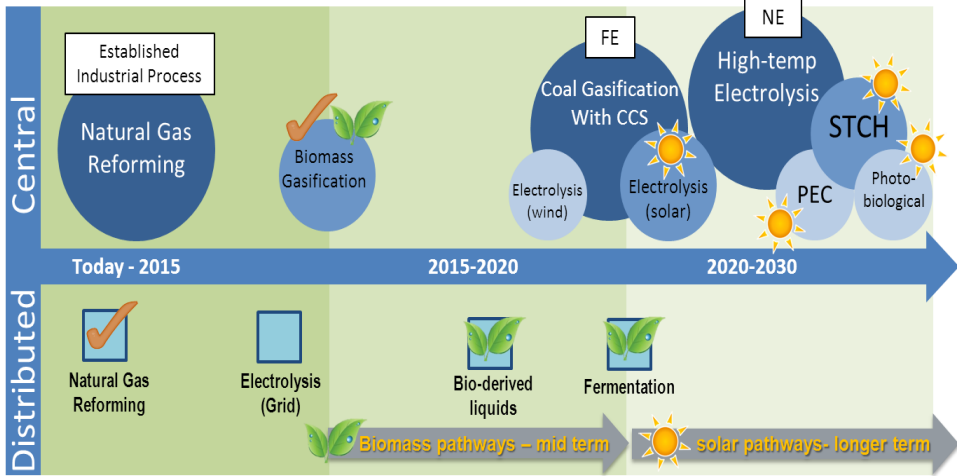 Central
Established
Industrial Process
Natural Gas
Reforming
Biomass
Gasification
FE
Coal Gasification
With CCS
Electrolysis
(wind)
Electrolysis
(solar)
NE
High-temp
Electrolysis
STCH
PEC
Photo-
biological
Today - 2015
2015-2020
2020-2030
Distributed
Natural Gas
Reforming
Electrolysis
(Grid)
Bio-derived
liquids
Fermentation
Biomass pathways – mid term
solar pathways- longer term